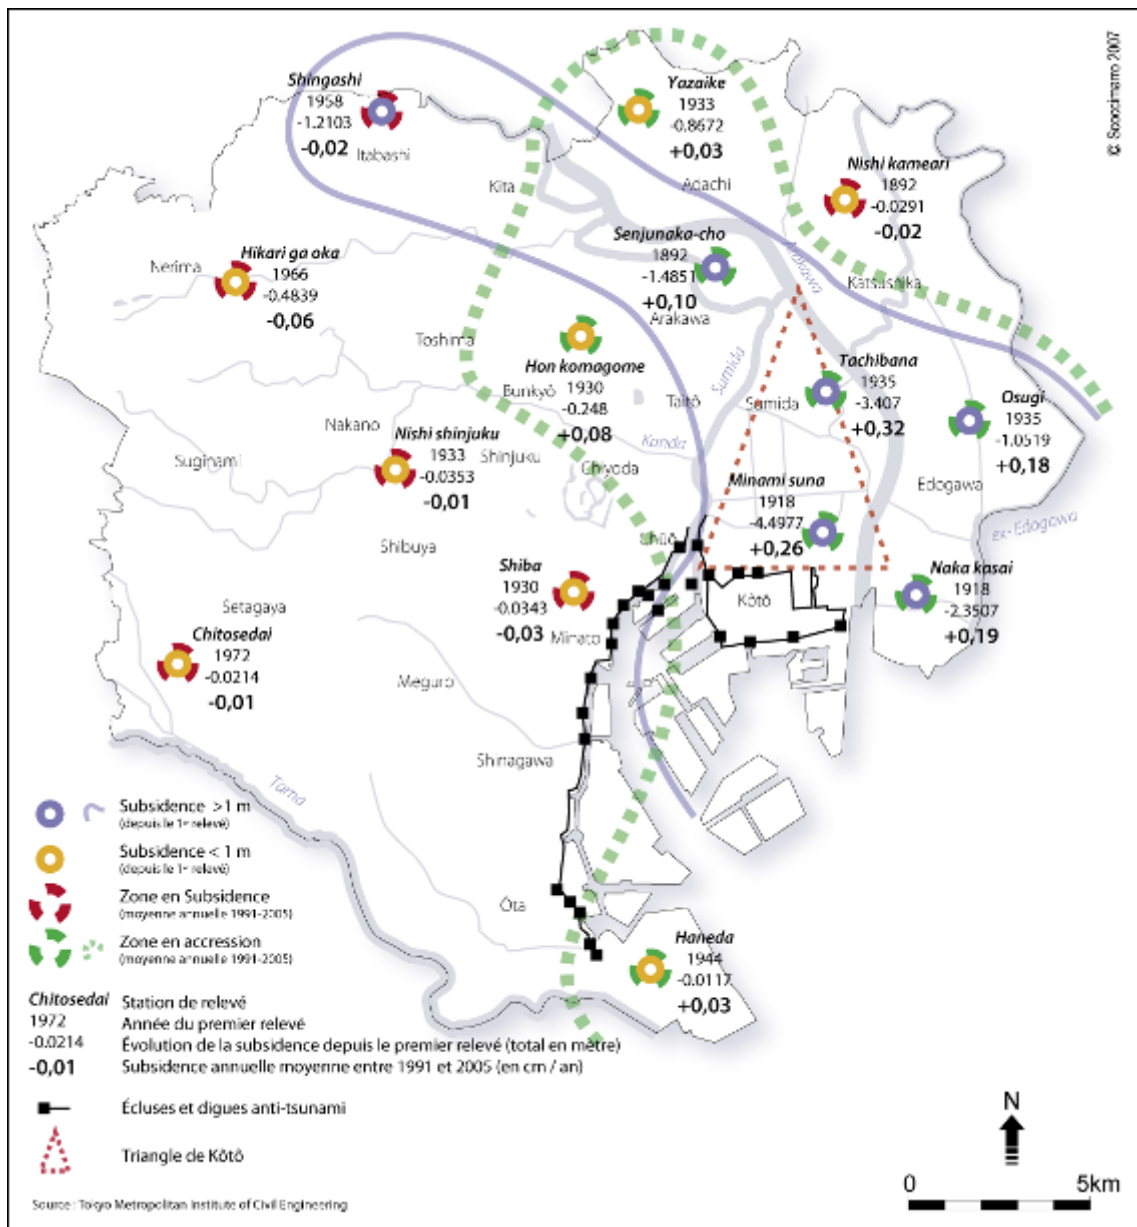 © Scoccimarro 2007
Shingashi
1958
-1.2103
-0,02
Itabashi
Yazaike
1933
-0.8672
+0,03
Adachi
Kita
Nishi kameari
1892
-0.0291
-0,02
Senjunaka-cho
1892
-1.4851
+0,10
Arakawa
Arakawa
Katsushika
Nerima
Hikari ga oka
1966
-0.4839
-0,06
Toshima
Hon komagome
1930
-0.248
+0,08
Bunkyô
Taitô
Sumida
Sumida
Tachibana
1935
-3.407
+0,32
Osugi
1935
-1.0519
+0,18
Nakano
Suginami
Nishi shinjuku
1933
-0.0353
-0,01
Shinjuku
Kanda
Chiyoda
Minami suna
1918
-4.4977
+0,26
Edogawa
ex-Edogawa
Chûô
Shibuya
Shiba
1930
-0.0343
-0,03
Minato
Kôtô
Naka kasai
1918
-2.3507
+0,19
Setagaya
Chitosedai
1972
-0.0214
-0,01
Meguro
Shinagawa
Tama
Ôta
Haneda
1944
-0.0117
+0,03
Subsidence >1 m
(depuis le 1er relevé)
Subsidence < 1 m
(depuis le 1er relevé)
Zone en Subsidence
(moyenne annuelle 1991-2005)
Zone en accression
(moyenne annuelle 1991-2005)
Chitosedai Station de relevé
1972 Année du premier relevé
-0.0214 Évolution de la subsidence depuis le premier relevé (total en mètre)
-0,01 Subsidence annuelle moyenne entre 1991 et 2005 (en cm / an)
Écluses et digues anti-tsunami
Triangle de Kôtô
Source : Tokyo Metropolitan Institute of Civil Engineering
N
0 5km